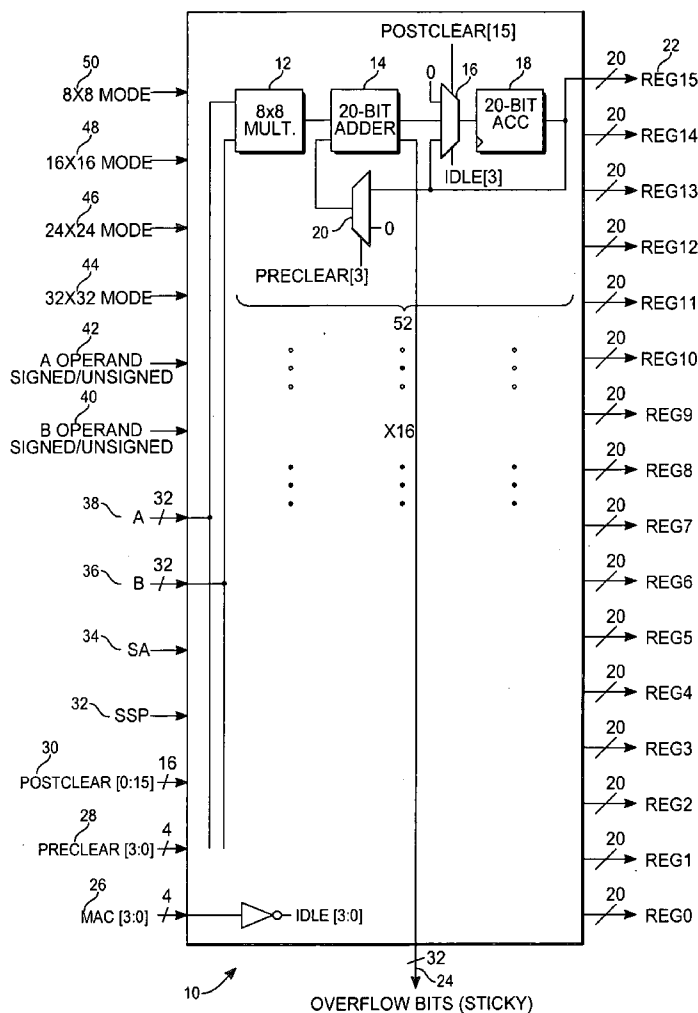 POSTCLEAR[15]
50
8X8 MODE
12
8x8
MULT.
14
20-BIT
ADDER
0
16
18
20-BIT
ACC
IDLE[3]
20
0
PRECLEAR[3]
52
X16
48
16X16 MODE
46
24X24 MODE
44
32X32 MODE
42
A OPERAND
SIGNED/UNSIGNED
40
B OPERAND
SIGNED/UNSIGNED
38
A
32
36
B
32
34
SA
32
SSP
30
POSTCLEAR [0:15]
16
28
PRECLEAR [3:0]
4
26
MAC [3:0]
4
IDLE [3:0]
20
22
REG15
20
REG14
20
REG13
20
REG12
20
REG11
20
REG10
20
REG9
20
REG8
20
REG7
20
REG6
20
REG5
20
REG4
20
REG3
20
REG2
20
REG1
20
REG0
10
32
24
OVERFLOW BITS (STICKY)